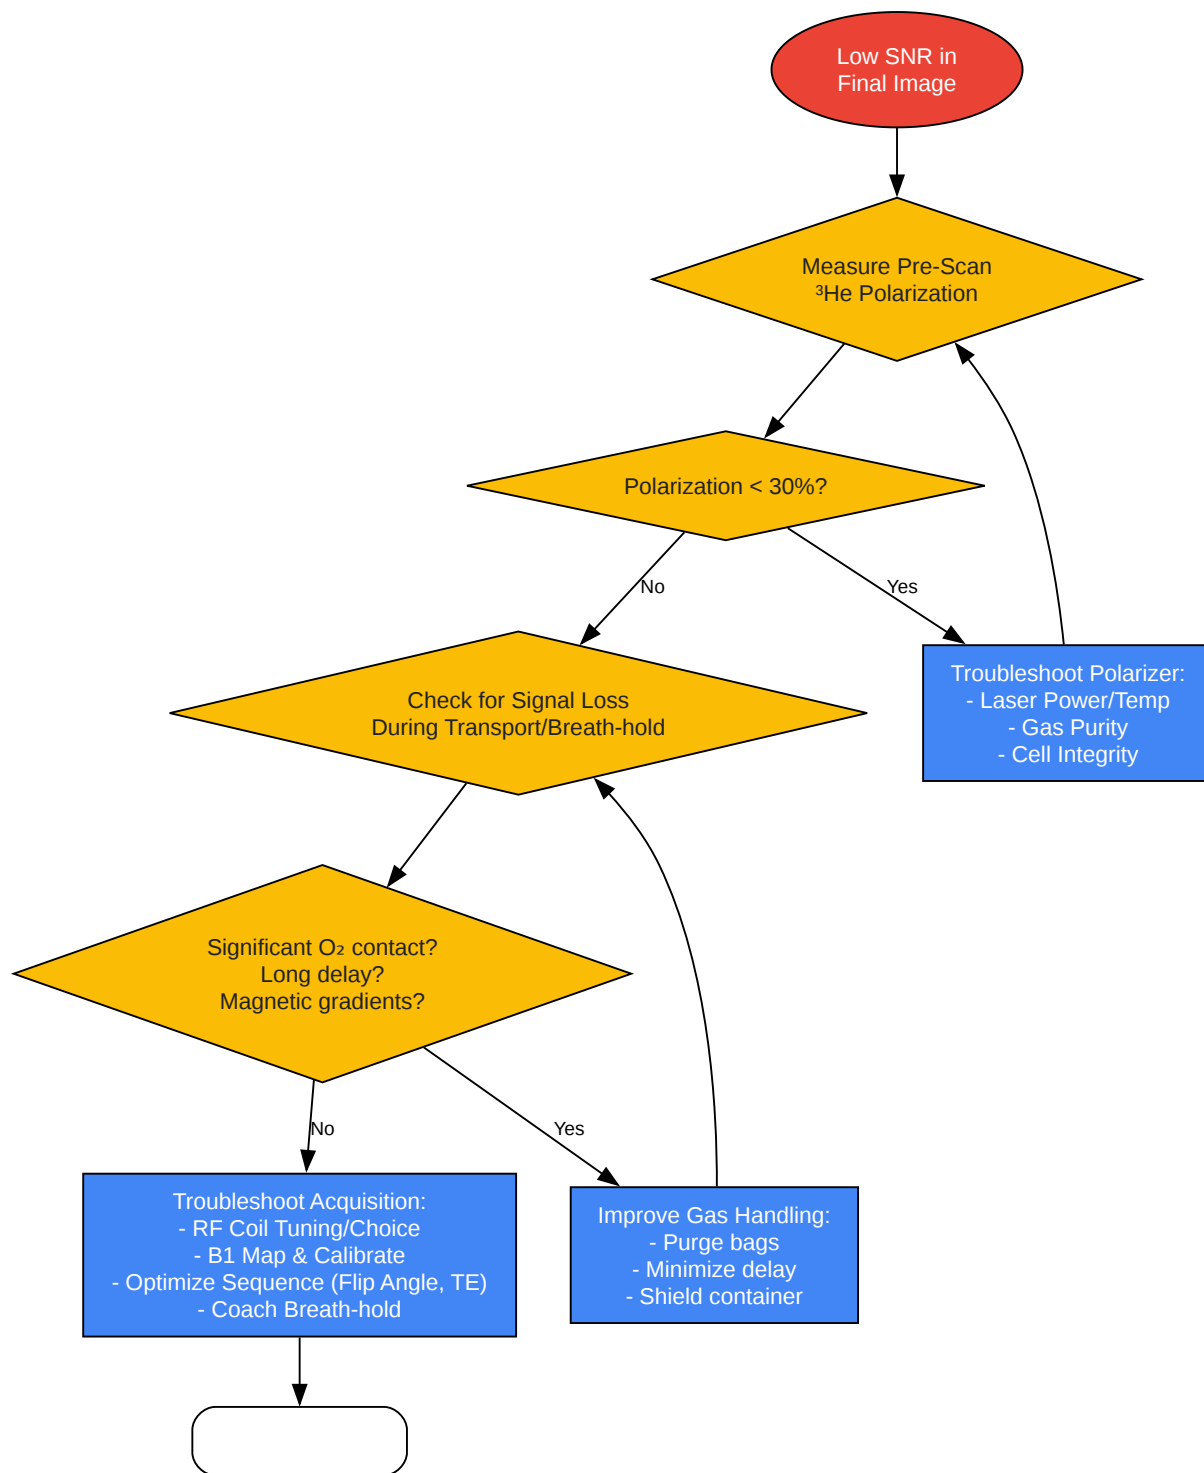 Low SNR in
Final Image
Measure Pre-Scan
³He Polarization
Polarization < 30%?
No
Yes
Troubleshoot Polarizer:
- Laser Power/Temp
- Gas Purity
- Cell Integrity
Check for Signal Loss
During Transport/Breath-hold
Significant O₂ contact?
Long delay?
Magnetic gradients?
No
Yes
Troubleshoot Acquisition:
- RF Coil Tuning/Choice
- B1 Map & Calibrate
- Optimize Sequence (Flip Angle, TE)
- Coach Breath-hold
Improve Gas Handling:
- Purge bags
- Minimize delay
- Shield container